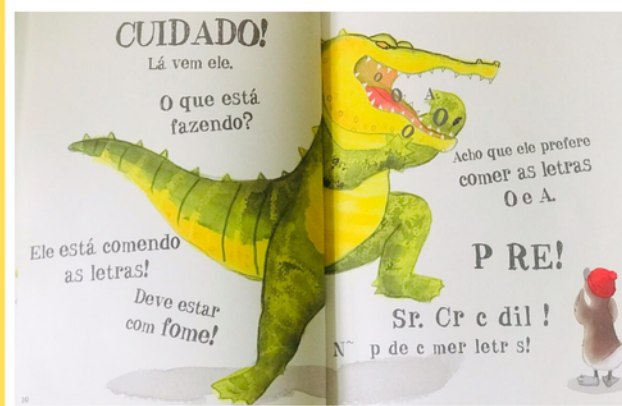 CUIDADO!
Lá vem ele.
O que está
fazendo?
Ele está comendo
as letras!
Deve estar
com fome!
O
O
A.
O
O
Acho que ele prefere
comer as letras
O e A.
P RE!
Sr. Cr c dil !
N~ p de c mer letr s!